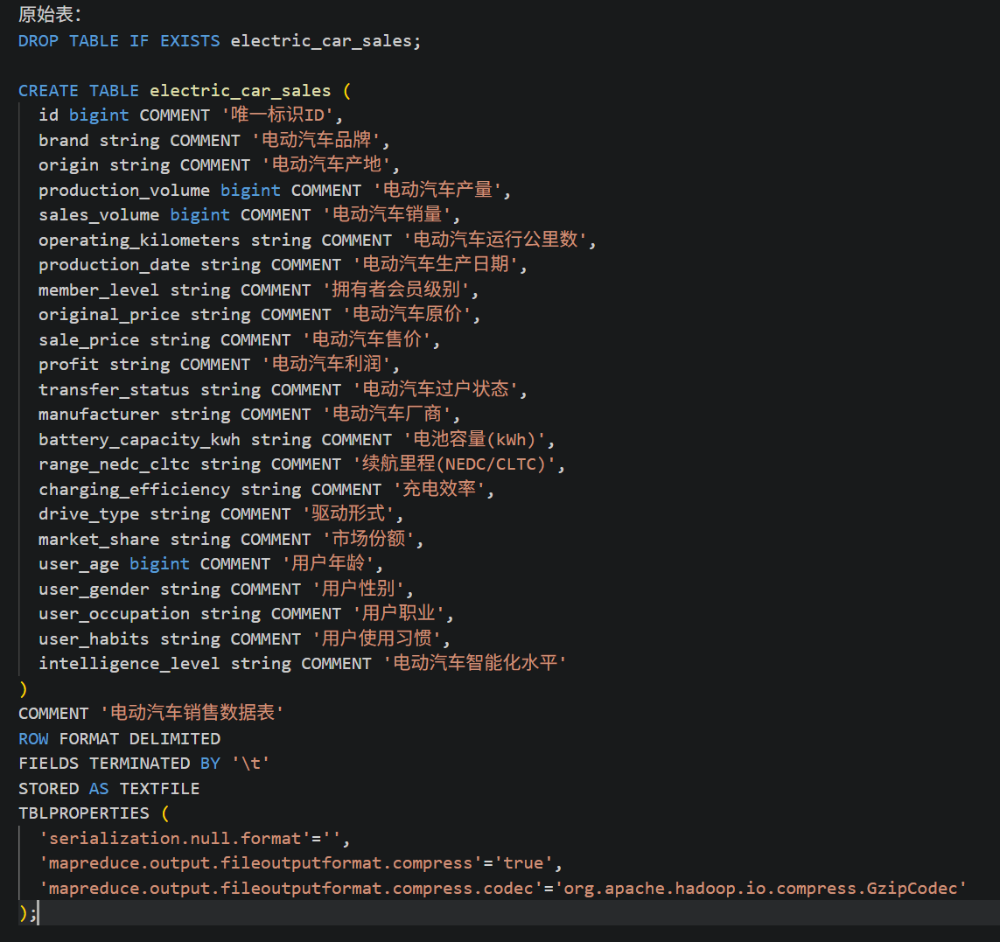 原始表：
DROP TABLE IF EXISTS electric_car_sales;
CREATE TABLE electric_car_sales (
id bigint COMMENT '唯一标识ID',
brand string COMMENT '电动汽车品牌',
origin string COMMENT '电动汽车产地',
production_volume bigint COMMENT '电动汽车产量',
sales_volume bigint COMMENT '电动汽车销量',
operating_kilometers string COMMENT '电动汽车运行公里数',
production_date string COMMENT '电动汽车生产日期',
member_level string COMMENT '拥有者会员级别',
original_price string COMMENT '电动汽车原价',
sale_price string COMMENT '电动汽车售价',
profit string COMMENT '电动汽车利润',
transfer_status string COMMENT '电动汽车过户状态',
manufacturer string COMMENT '电动汽车厂商',
battery_capacity_kwh string COMMENT '电池容量(kWh)',
range_nedc_cltc string COMMENT '续航里程(NEDC/CLTC)',
charging_efficiency string COMMENT '充电效率',
drive_type string COMMENT '驱动形式',
market_share string COMMENT '市场份额',
user_age bigint COMMENT '用户年龄',
user_gender string COMMENT '用户性别',
user_occupation string COMMENT '用户职业',
user_habits string COMMENT '用户使用习惯',
intelligence_level string COMMENT '电动汽车智能化水平'
)
COMMENT '电动汽车销售数据表'
ROW FORMAT DELIMITED
FIELDS TERMINATED BY '\t'
STORED AS TEXTFILE
TBLPROPERTIES (
'serialization.null.format'='',
'mapreduce.output.fileoutputformat.compress'='true',
'mapreduce.output.fileoutputformat.compress.codec'='org.apache.hadoop.io.compress.GzipCodec'
);